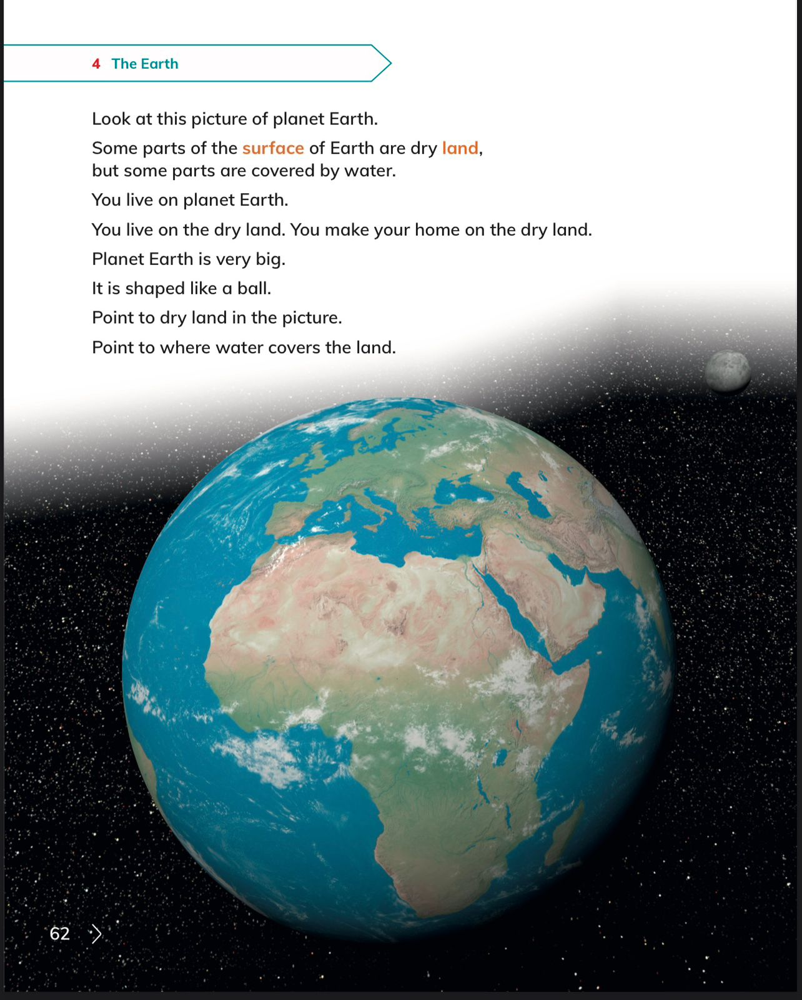 4 The Earth
Look at this picture of planet Earth.
Some parts of the surface of Earth are dry land,
but some parts are covered by water.
You live on planet Earth.
You live on the dry land. You make your home on the dry land.
Planet Earth is very big.
It is shaped like a ball.
Point to dry land in the picture.
Point to where water covers the land.
62